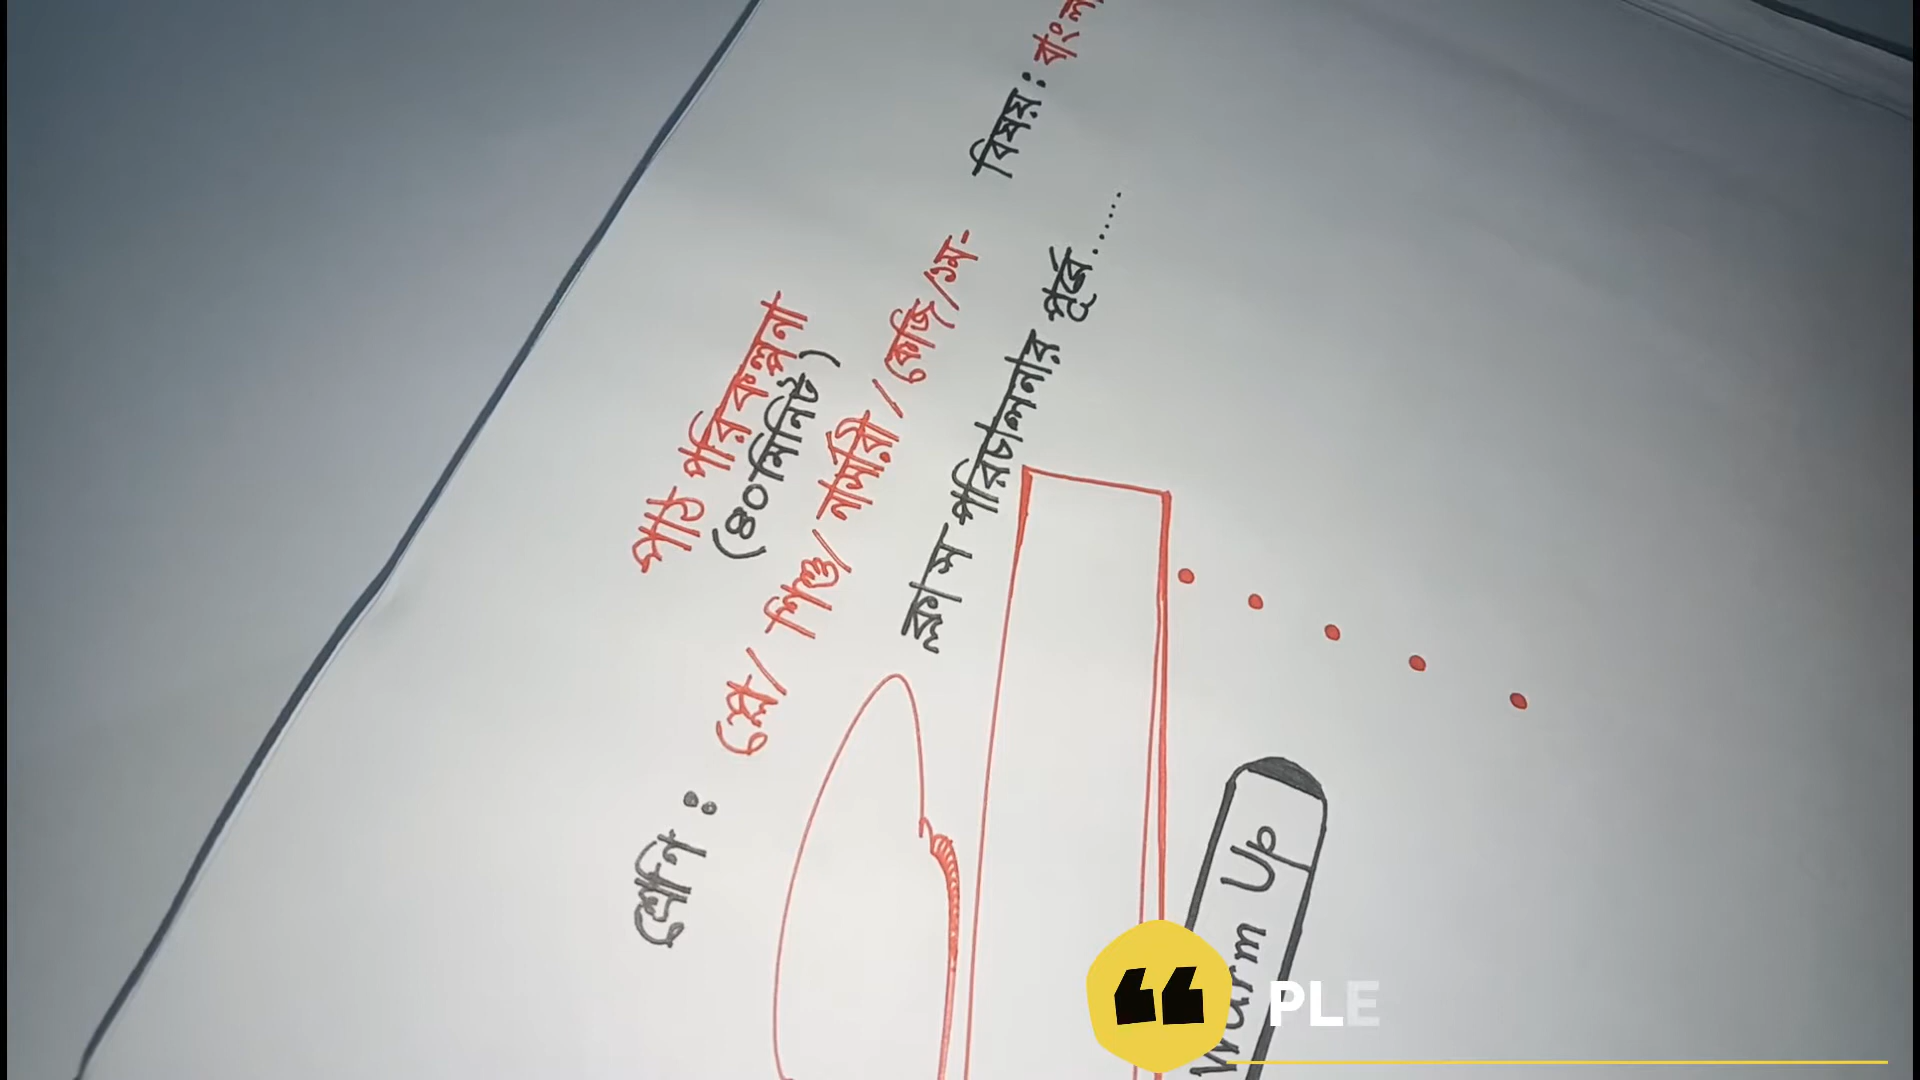 পাঠ পরিকল্পনা
(৪০মিনিট)
শ্রেণি : প্লে/ শিশু/ নার্সারী / কেজি/১ম- বিষয় : বাংল
ক্লাস পরিচালনার পূর্বে......
Warm Up
PLE